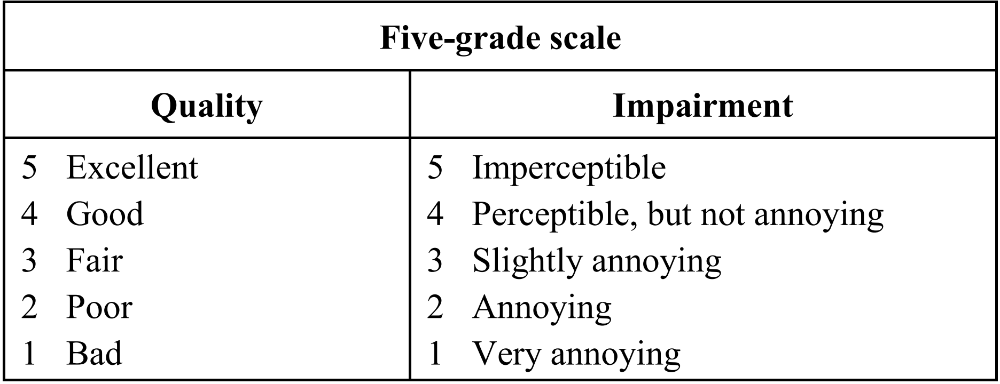 Five-grade scale
Quality
Impairment
5 Excellent
4 Good
3 Fair
2 Poor
1 Bad
5 Imperceptible
4 Perceptible, but not annoying
3 Slightly annoying
2 Annoying
1 Very annoying